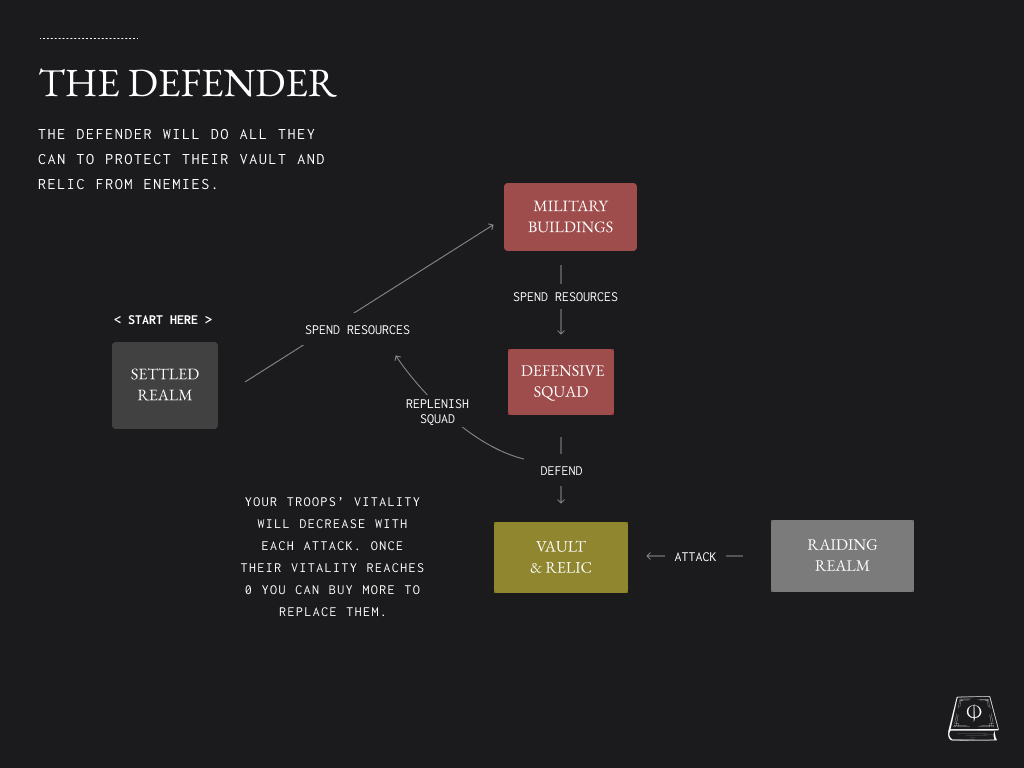 THE DEFENDER
THE DEFENDER WILL DO ALL THEY
CAN TO PROTECT THEIR VAULT AND
RELIC FROM ENEMIES.
MILITARY
BUILDINGS
SPEND RESOURCES
< START HERE >
SETTLED
REALM
SPEND RESOURCES
DEFENSIVE
SQUAD
REPLENISH
SQUAD
DEFEND
YOUR TROOPS’ VITALITY
WILL DECREASE WITH
EACH ATTACK. ONCE
THEIR VITALITY REACHES
0 YOU CAN BUY MORE TO
REPLACE THEM.
VAULT
& RELIC
ATTACK
RAIDING
REALM